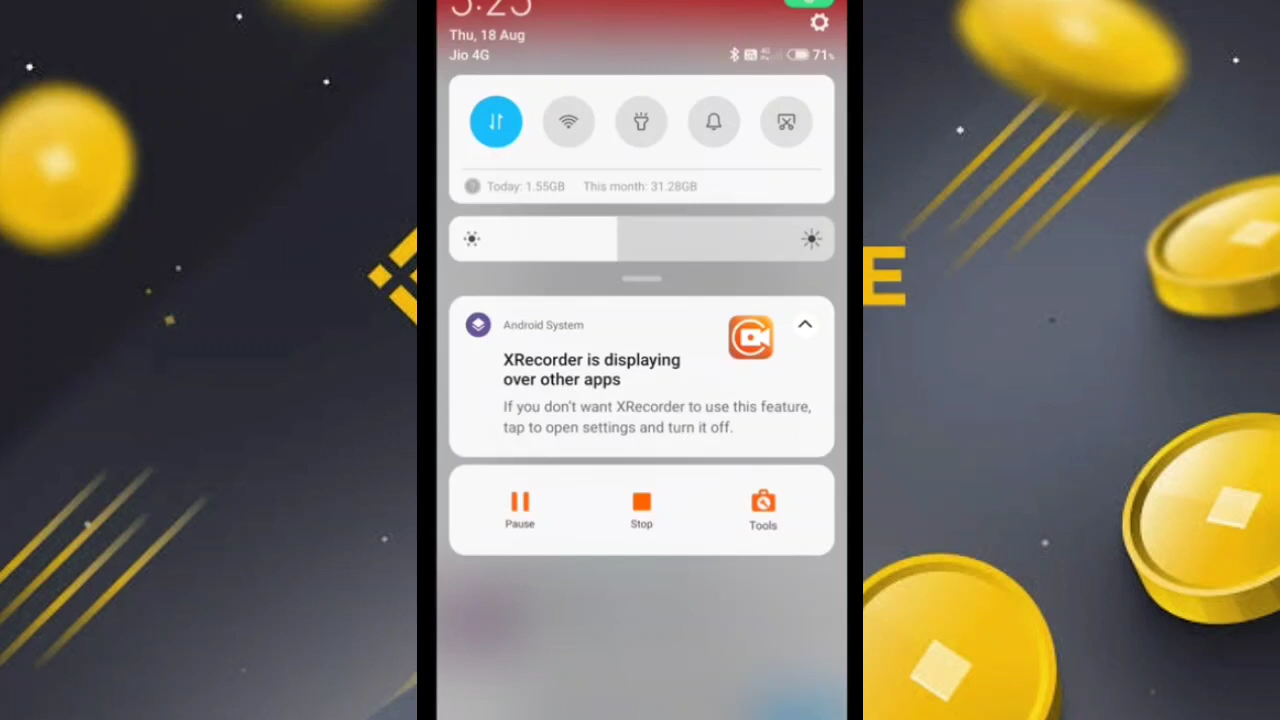 5:25
Thu, 18 Aug
Jio 4G
71%
Today: 1.55GB This month: 31.28GB
Android System
XRecorder is displaying
over other apps
If you don't want XRecorder to use this feature,
tap to open settings and turn it off.
Pause Stop Tools
E